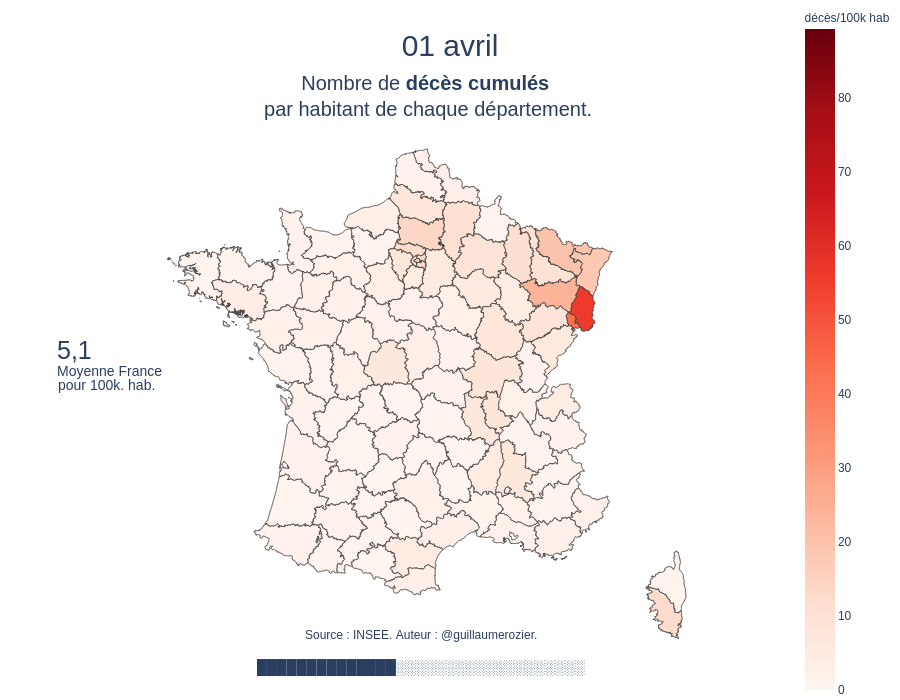 décès/100k hab
01 avril
Nombre de décès cumulés
par habitant de chaque département.
80
70
60
50
40
30
20
10
0
5,1
Moyenne France
pour 100k. hab.
Source : INSEE. Auteur : @guillaumerozier.